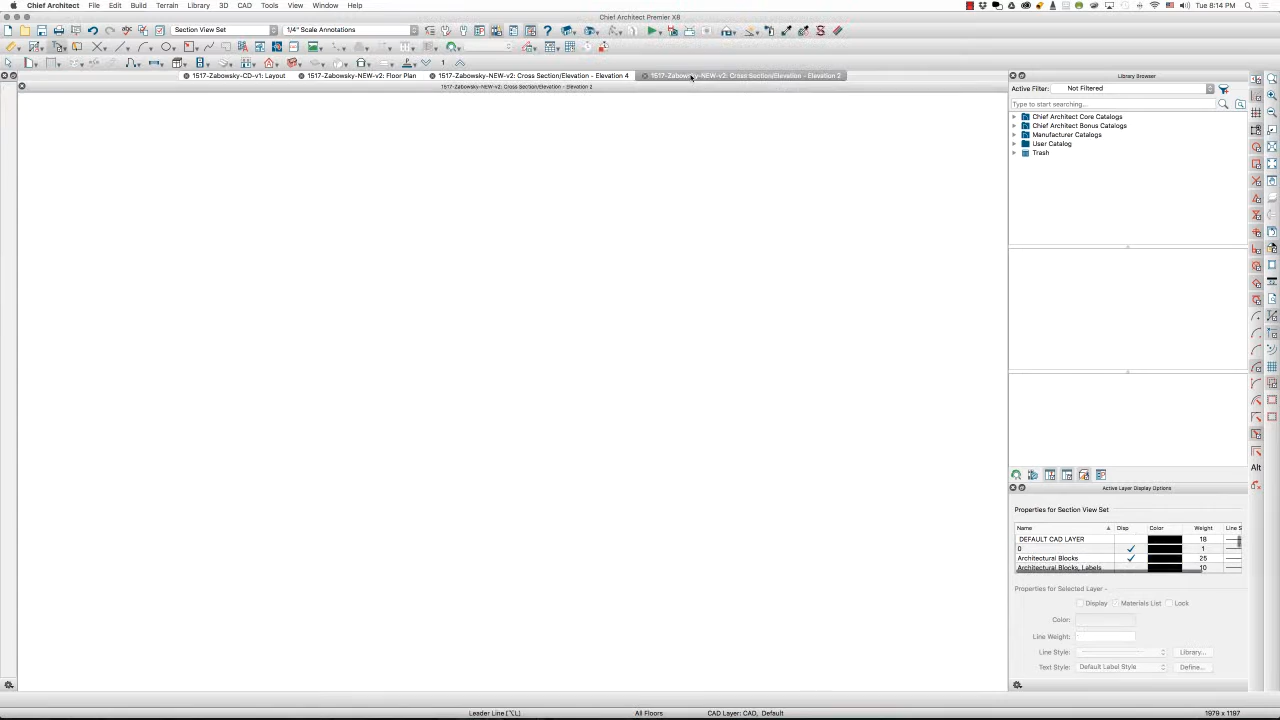 Chief Architect File Edit Build Terrain Library 3D CAD Tools View Window Help Tue 8:14 PM
Chief Architect Premier X8
Section View Set 1/4" Scale Annotations
1517-Zabowsky-CD-v1: Layout 1517-Zabowsky-NEW-v2: Floor Plan 1517-Zabowsky-NEW-v2: Cross Section/Elevation - Elevation 4 1517-Zabowsky-NEW-v2: Cross Section/Elevation - Elevation 2
1517-Zabowsky-NEW-v2: Cross Section/Elevation - Elevation 2
Library Browser
Active Filter: Not Filtered
Type to start searching...
Chief Architect Core Catalogs
Chief Architect Bonus Catalogs
Manufacturer Catalogs
User Catalog
Trash
Alt
Active Layer Display Options
Properties for Section View Set
Name Disp Color Weight Line S
DEFAULT CAD LAYER 18
0 1
Architectural Blocks 25
Architectural Blocks, Labels 10
Properties for Selected Layer -
Display Materials List Lock
Color:
Line Weight:
Line Style: Library...
Text Style: Default Label Style Define...
Leader Line [⌥L] All Floors CAD Layer: CAD, Default 1979 x 1197